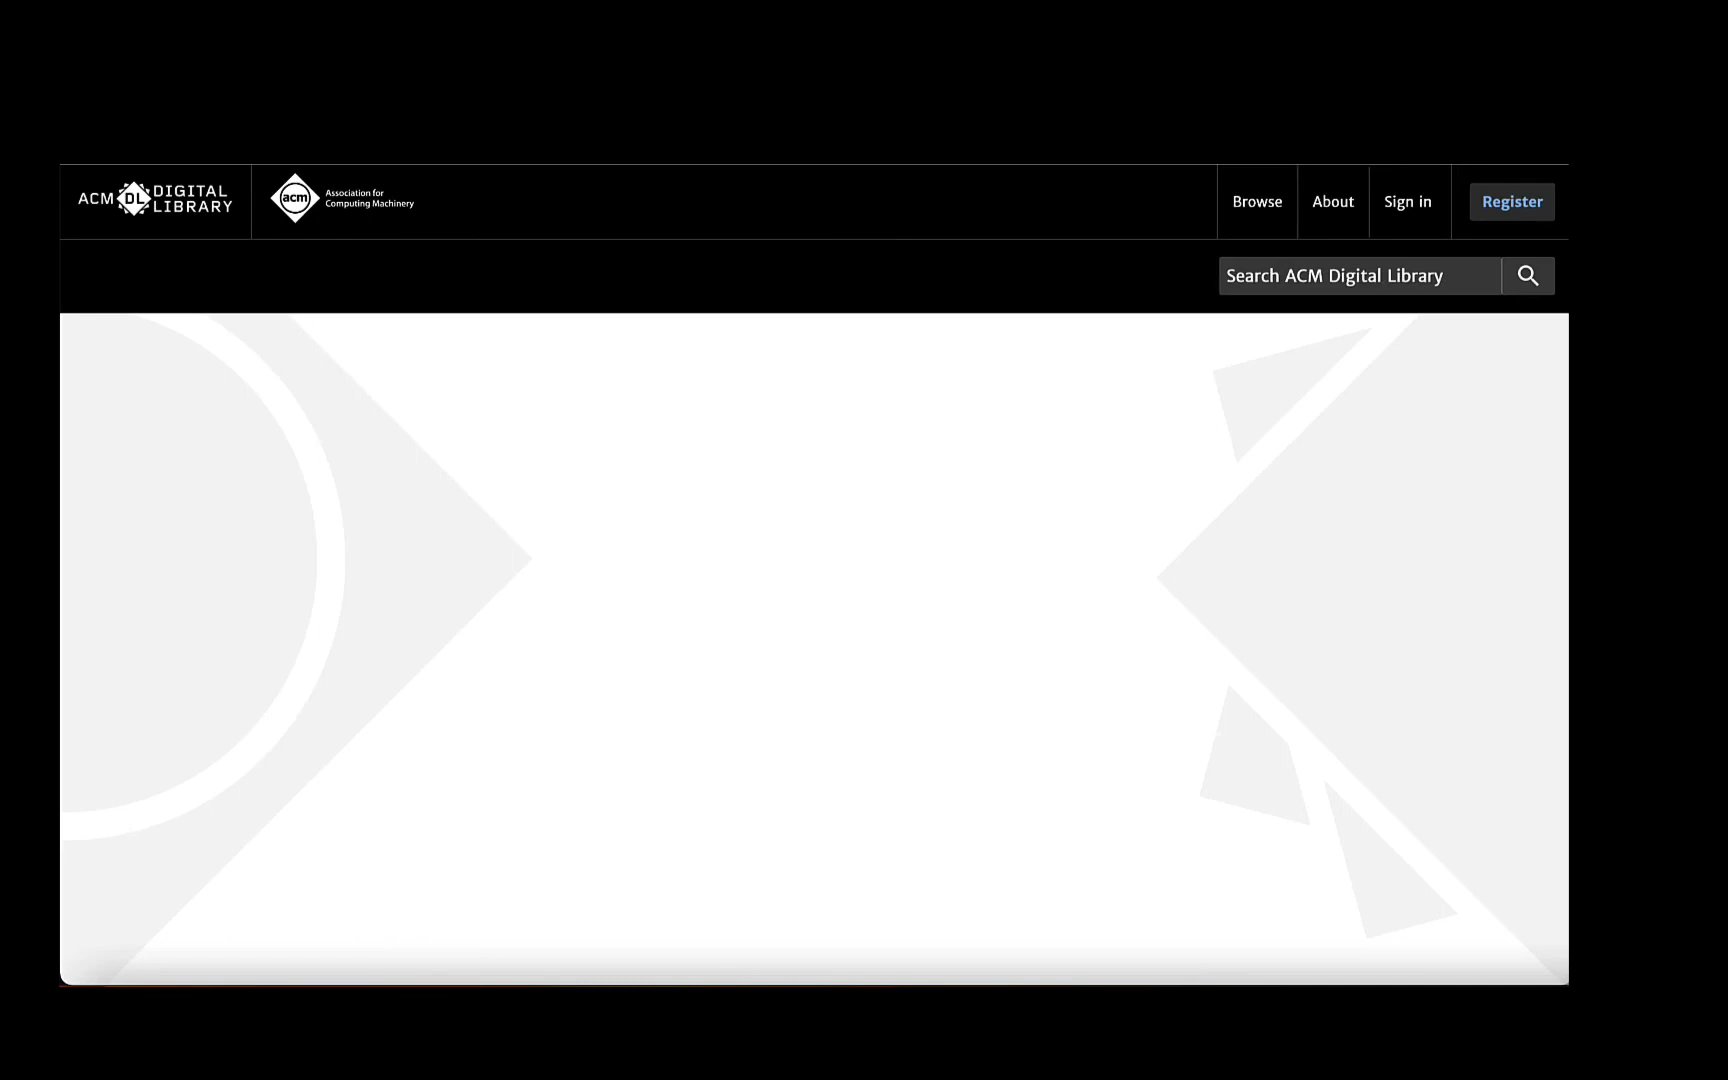 ACM DL DIGITAL LIBRARY
acm Association for Computing Machinery
Browse
About
Sign in
Register
Search ACM Digital Library